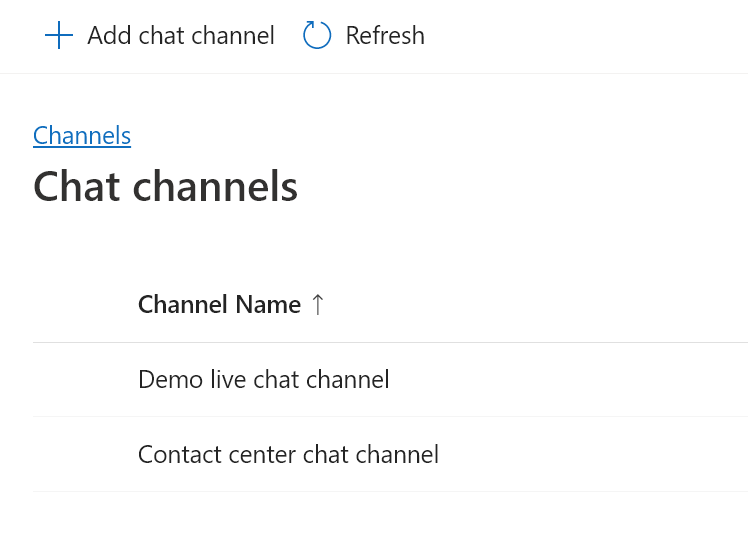 Add chat channel Refresh
Channels
Chat channels
Channel Name ↑
Demo live chat channel
Contact center chat channel